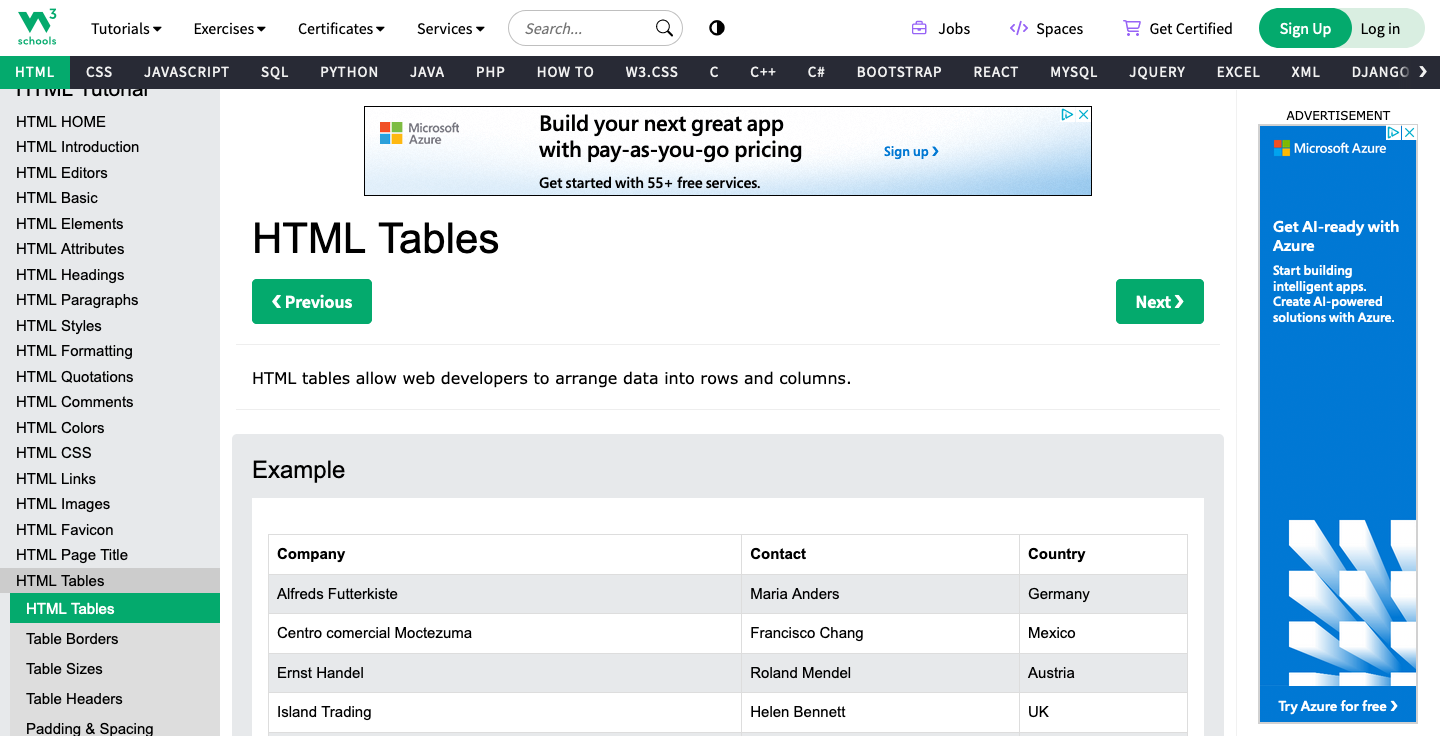 W3 schools
Tutorials Exercises Certificates Services Search... Jobs Spaces Get Certified Sign Up Log in
HTML CSS JAVASCRIPT SQL PYTHON JAVA PHP HOW TO W3.CSS C C++ C# BOOTSTRAP REACT MYSQL JQUERY EXCEL XML DJANGO ❯
HTML Tutorial
HTML HOME
HTML Introduction
HTML Editors
HTML Basic
HTML Elements
HTML Attributes
HTML Headings
HTML Paragraphs
HTML Styles
HTML Formatting
HTML Quotations
HTML Comments
HTML Colors
HTML CSS
HTML Links
HTML Images
HTML Favicon
HTML Page Title
HTML Tables
HTML Tables
Table Borders
Table Sizes
Table Headers
Padding & Spacing
Microsoft
Azure
Build your next great app
with pay-as-you-go pricing
Get started with 55+ free services.
Sign up ❯
HTML Tables
❮ Previous
Next ❯
HTML tables allow web developers to arrange data into rows and columns.
Example
Company Contact Country
Alfreds Futterkiste Maria Anders Germany
Centro comercial Moctezuma Francisco Chang Mexico
Ernst Handel Roland Mendel Austria
Island Trading Helen Bennett UK
ADVERTISEMENT
Microsoft Azure
Get AI-ready with
Azure
Start building
intelligent apps.
Create AI-powered
solutions with Azure.
Try Azure for free ❯